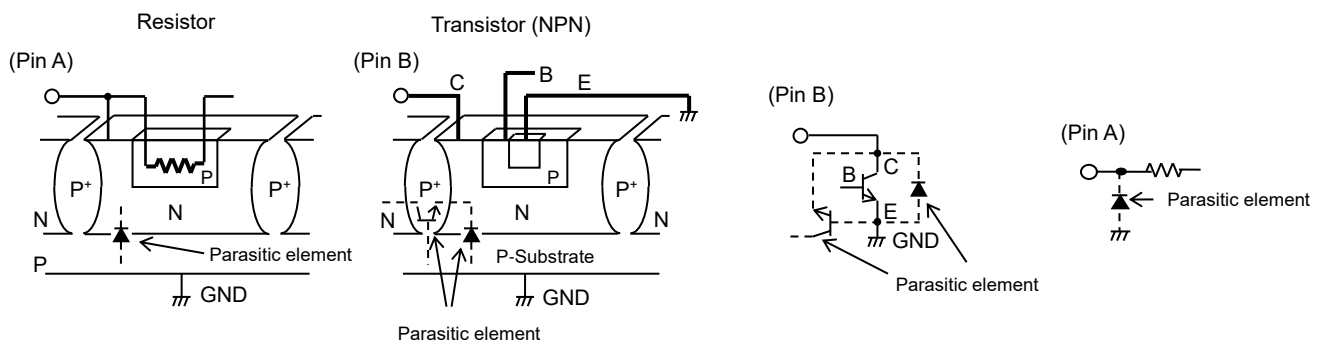 Resistor
Transistor (NPN)
(Pin A)
(Pin B)
C
B
E
(Pin B)
(Pin A)
P+
P
P+
P+
P
P+
C
B
E
GND
Parasitic element
N
N
N
N
N
Parasitic element
P-Substrate
P
GND
GND
Parasitic element
Parasitic element